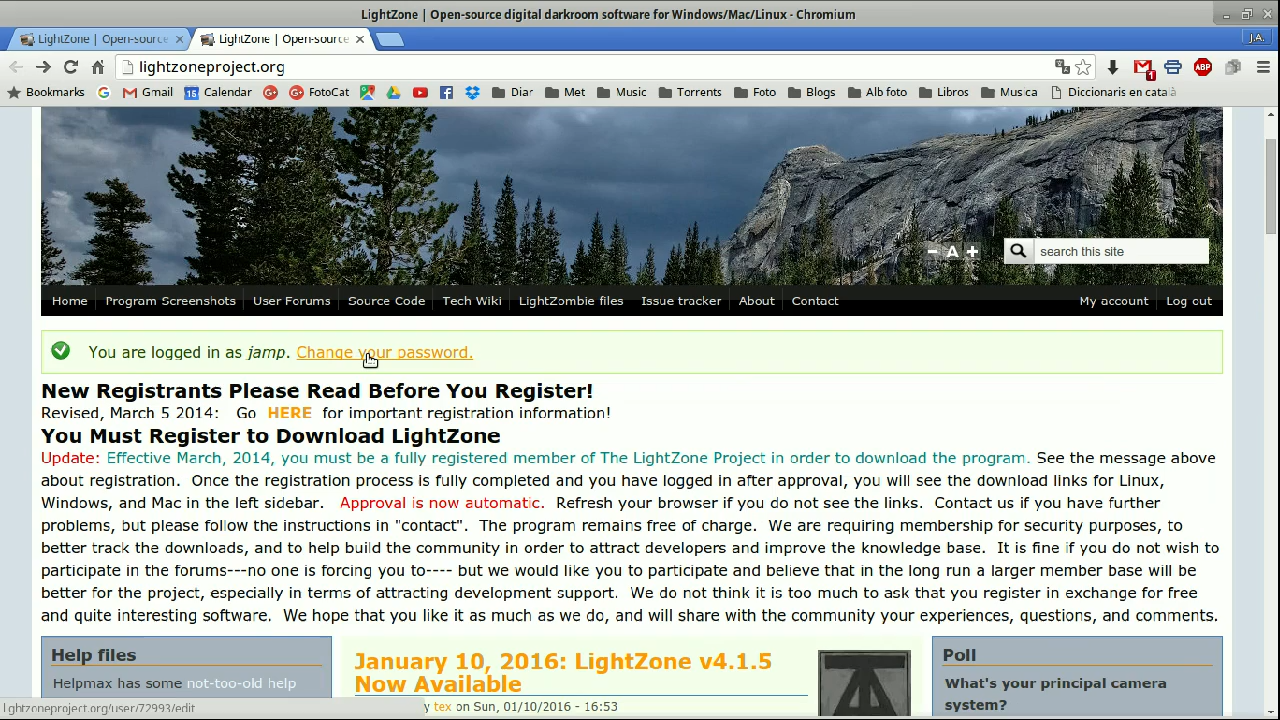 LightZone | Open-source digital darkroom software for Windows/Mac/Linux - Chromium
LightZone | Open-source
LightZone | Open-source
J.A.
lightzoneproject.org
1
ABP
Bookmarks
Gmail
16
Calendar
FotoCat
Diar
Met
Music
Torrents
Foto
Blogs
Alb foto
Libros
Musica
Diccionaris en català
- A +
search this site
Home
Program Screenshots
User Forums
Source Code
Tech Wiki
LightZombie files
Issue tracker
About
Contact
My account
Log out
You are logged in as jamp. Change your password.
New Registrants Please Read Before You Register!
Revised, March 5 2014: Go HERE for important registration information!
You Must Register to Download LightZone
Update: Effective March, 2014, you must be a fully registered member of The LightZone Project in order to download the program. See the message above
about registration. Once the registration process is fully completed and you have logged in after approval, you will see the download links for Linux,
Windows, and Mac in the left sidebar. Approval is now automatic. Refresh your browser if you do not see the links. Contact us if you have further
problems, but please follow the instructions in "contact". The program remains free of charge. We are requiring membership for security purposes, to
better track the downloads, and to help build the community in order to attract developers and improve the knowledge base. It is fine if you do not wish to
participate in the forums---no one is forcing you to---- but we would like you to participate and believe that in the long run a larger member base will be
better for the project, especially in terms of attracting development support. We do not think it is too much to ask that you register in exchange for free
and quite interesting software. We hope that you like it as much as we do, and will share with the community your experiences, questions, and comments.
Help files
Helpmax has some not-too-old help
January 10, 2016: LightZone v4.1.5
Now Available
y tex on Sun, 01/10/2016 - 16:53
Poll
What's your principal camera
system?
lightzoneproject.org/user/72993/edit